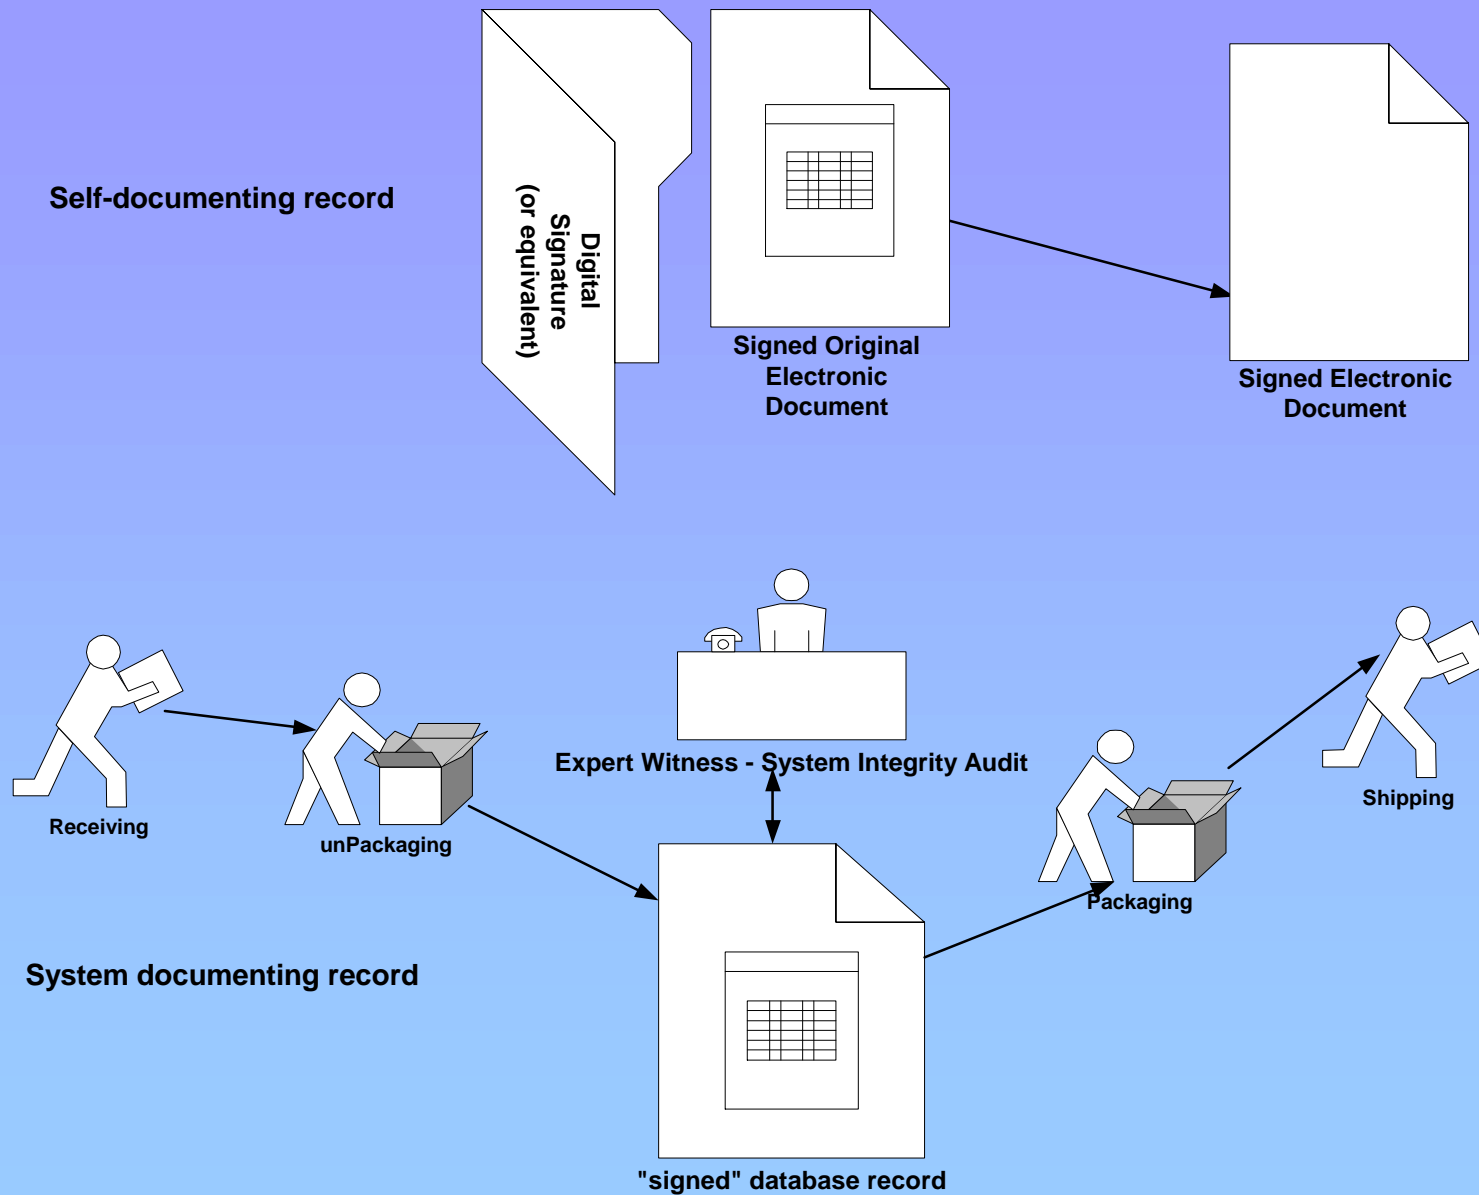 Self-documenting record
Digital
Signature
(or equivalent)
Signed Original
Electronic
Document
Signed Electronic
Document
Expert Witness - System Integrity Audit
Receiving
unPackaging
Packaging
Shipping
System documenting record
"signed" database record